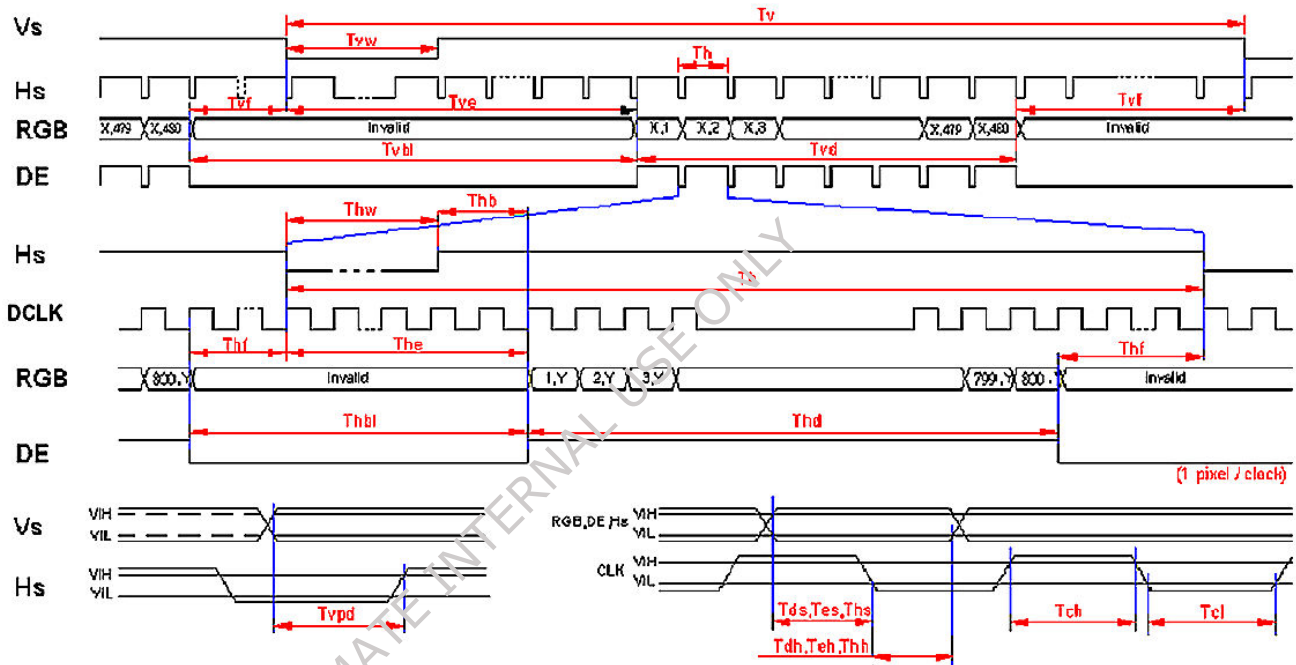 Vs Tv
Tvw
Hs Th
Tvf Tve Tvf
RGB X,479 X,480 Invalid X,1 X,2 X,3 X,479 X,480 Invalid
Tvbl Tvd
DE
Thw Thb
Hs
Th
DCLK
Thf The Thf
RGB 800,Y Invalid 1,Y 2,Y 3,Y 799,Y 800,Y Invalid
Thbl Thd
DE
(1 pixel / clock)
Vs VIH
VIL
RGB,DE,Hs VIH
VIL
Hs VIH
VIL
CLK VIH
VIL
Tvpd
Tds,Tes,Ths Tch Tcl
Tdh,Teh,Thh
MATE INTERNAL USE ONLY